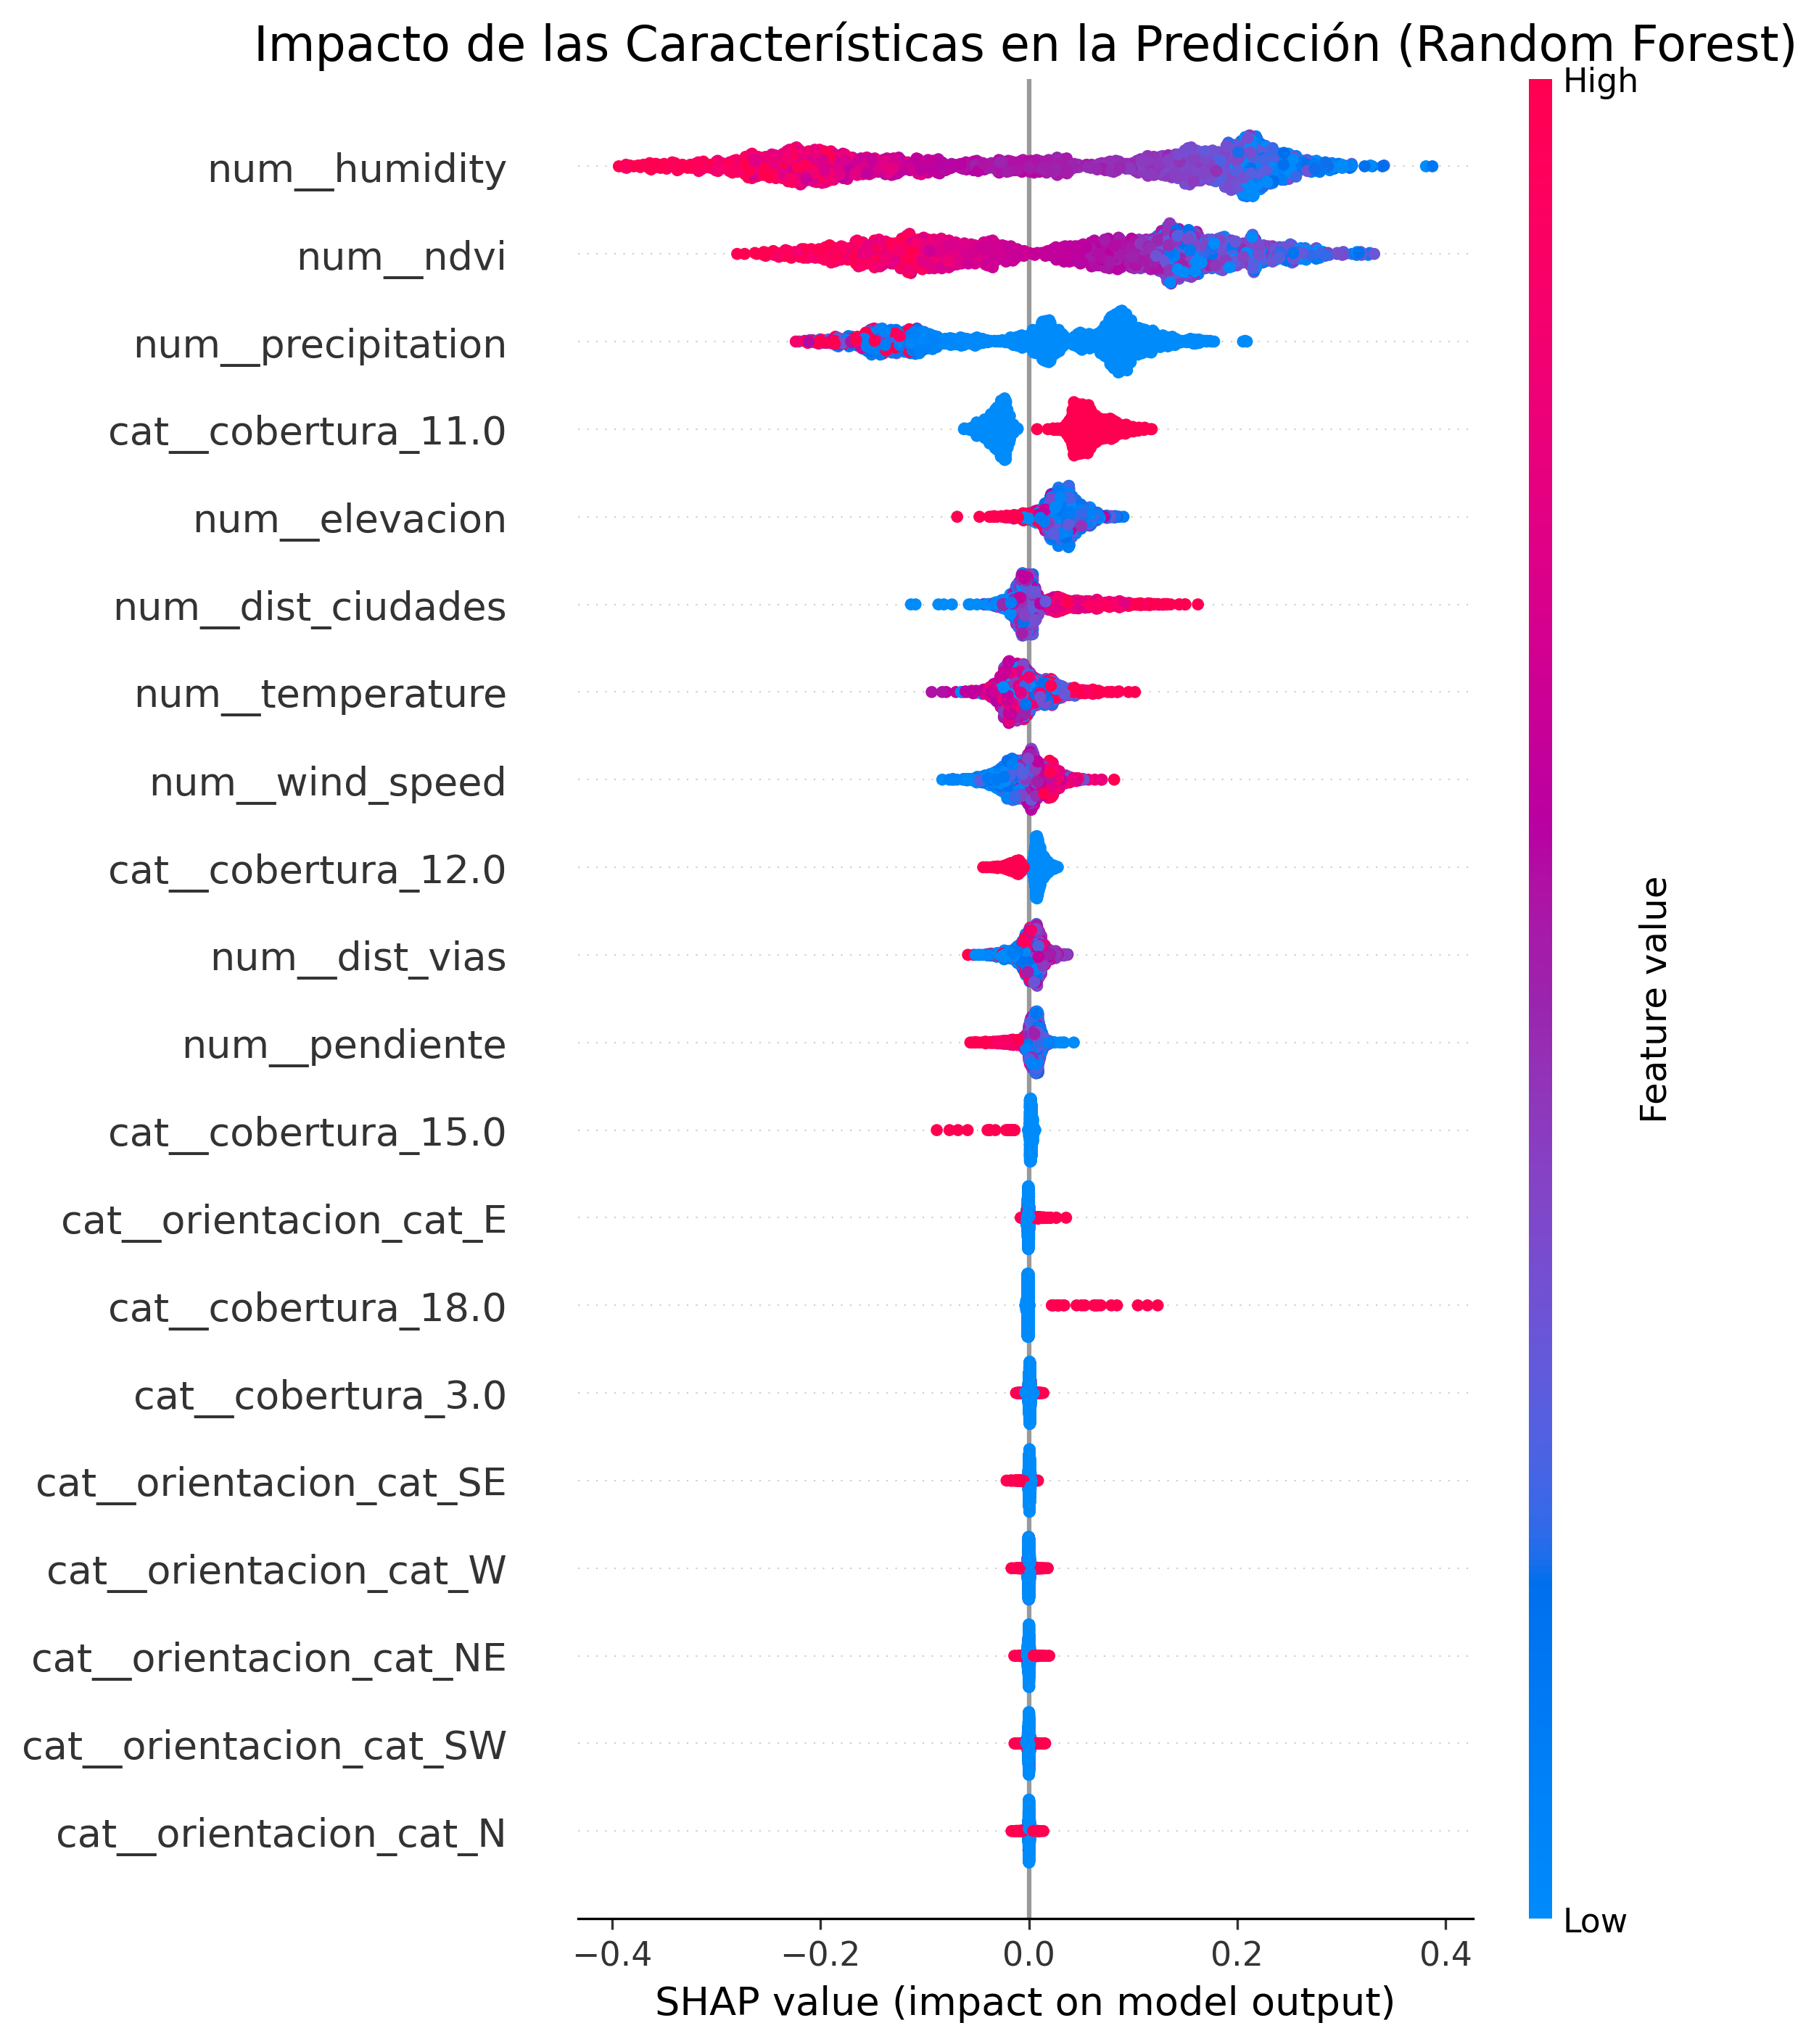 Impacto de las Características en la Predicción (Random Forest)
High
num__humidity
num__ndvi
num__precipitation
cat__cobertura_11.0
num__elevacion
num__dist_ciudades
num__temperature
num__wind_speed
cat__cobertura_12.0
num__dist_vias
num__pendiente
cat__cobertura_15.0
cat__orientacion_cat_E
cat__cobertura_18.0
cat__cobertura_3.0
cat__orientacion_cat_SE
cat__orientacion_cat_W
cat__orientacion_cat_NE
cat__orientacion_cat_SW
cat__orientacion_cat_N
Feature value
Low
−0.4 −0.2 0.0 0.2 0.4
SHAP value (impact on model output)